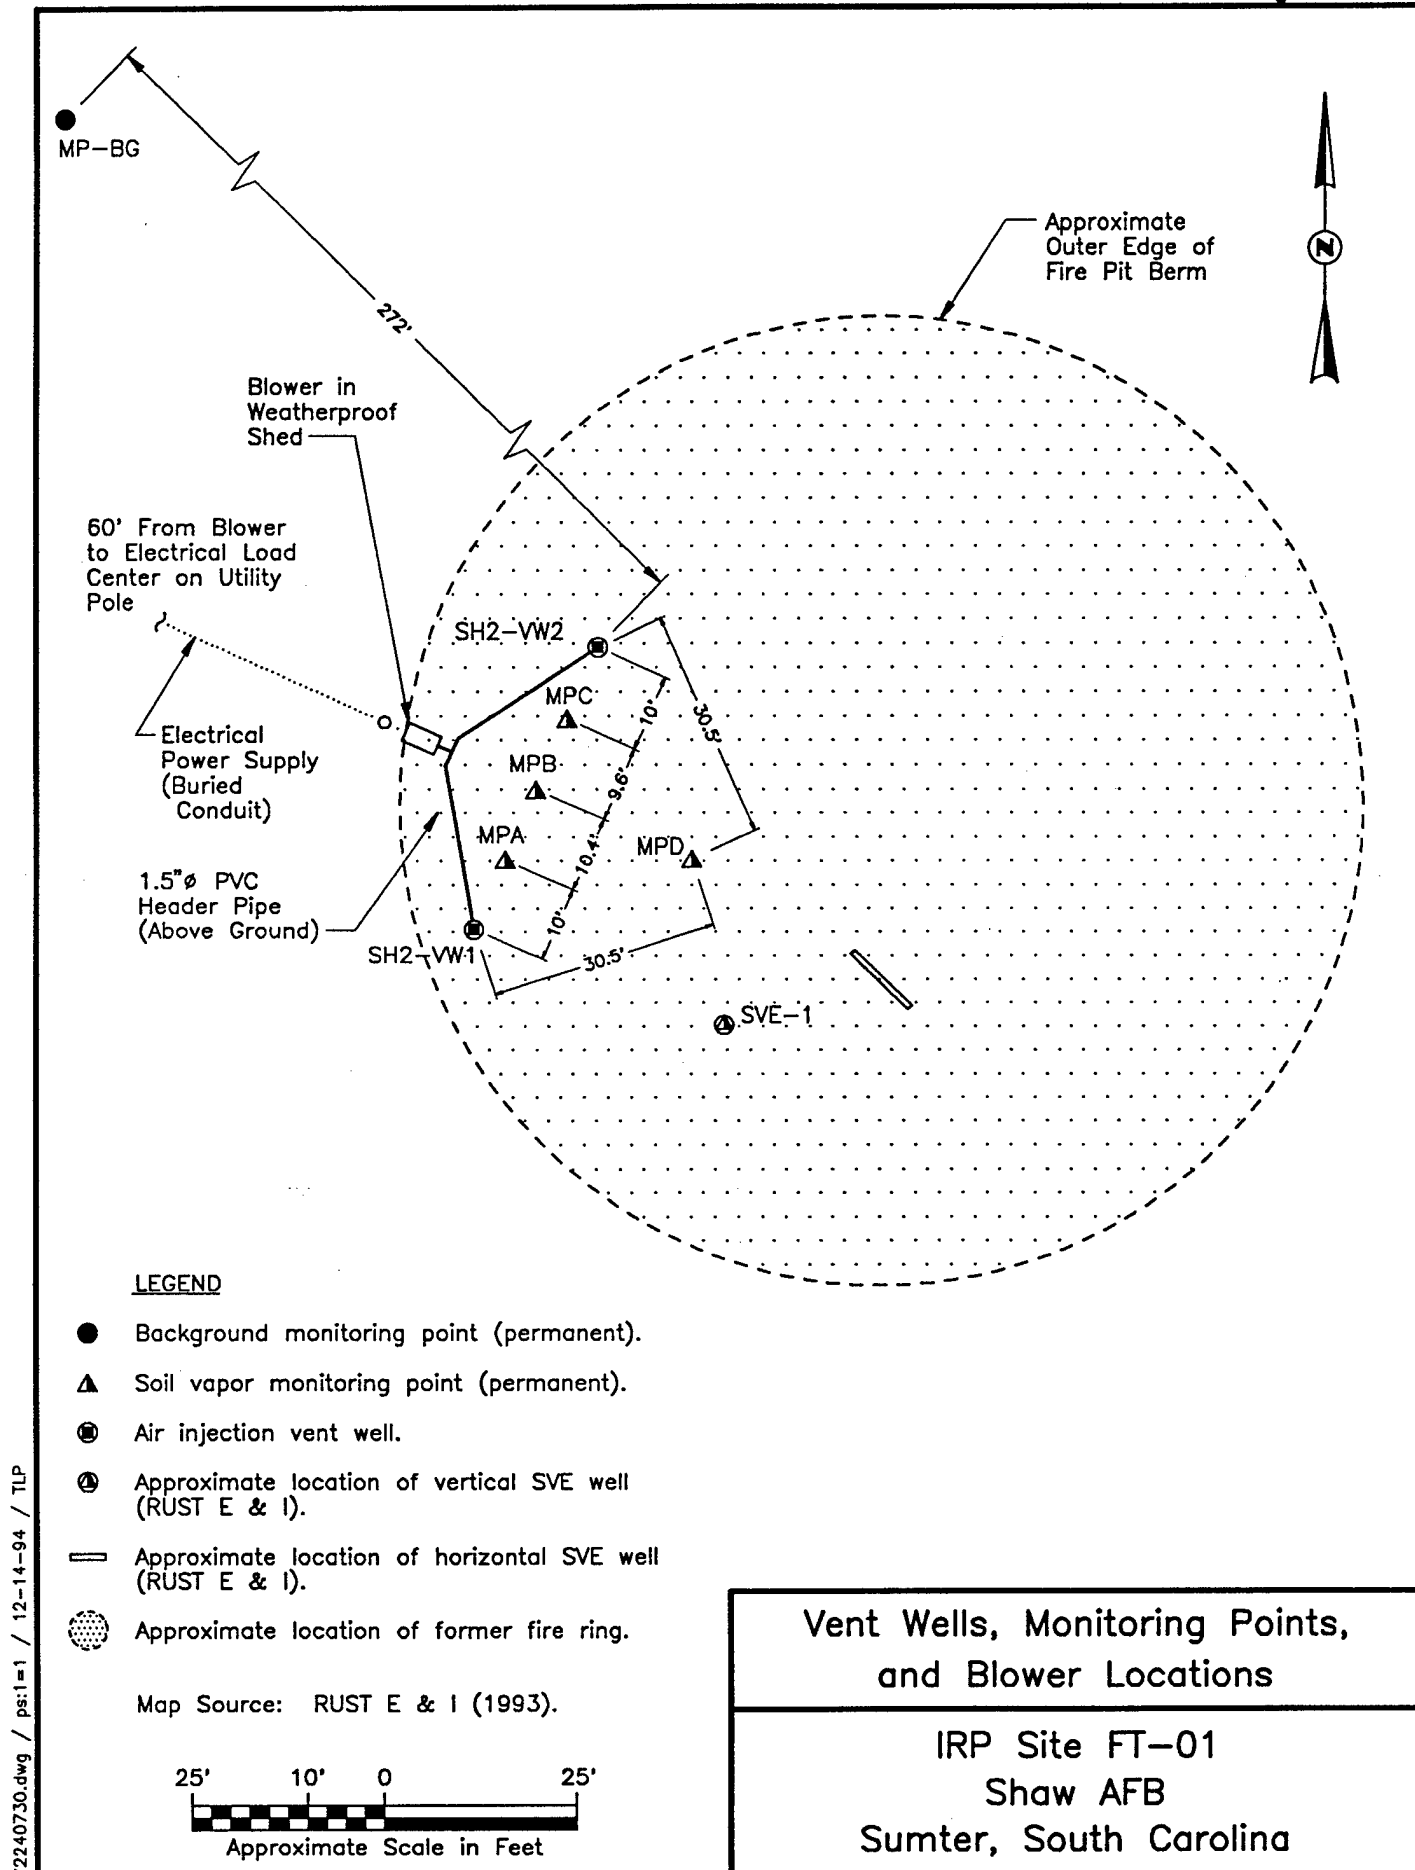 MP-BG
272'
Approximate
Outer Edge of
Fire Pit Berm
N
Blower in
Weatherproof
Shed
60' From Blower
to Electrical Load
Center on Utility
Pole
SH2-VW2
MPC
10'
30.5'
Electrical
Power Supply
(Buried
Conduit)
MPB
9.6'
MPA
10.4'
MPD
1.5"ø PVC
Header Pipe
(Above Ground)
10'
SH2-VW1
30.5'
SVE-1
LEGEND
Background monitoring point (permanent).
Soil vapor monitoring point (permanent).
Air injection vent well.
Approximate location of vertical SVE well
(RUST E & I).
Approximate location of horizontal SVE well
(RUST E & I).
Approximate location of former fire ring.
Map Source: RUST E & I (1993).
25' 10' 0 25'
Approximate Scale in Feet
Vent Wells, Monitoring Points,
and Blower Locations
IRP Site FT-01
Shaw AFB
Sumter, South Carolina
2240730.dwg / ps:1=1 / 12-14-94 / TLP